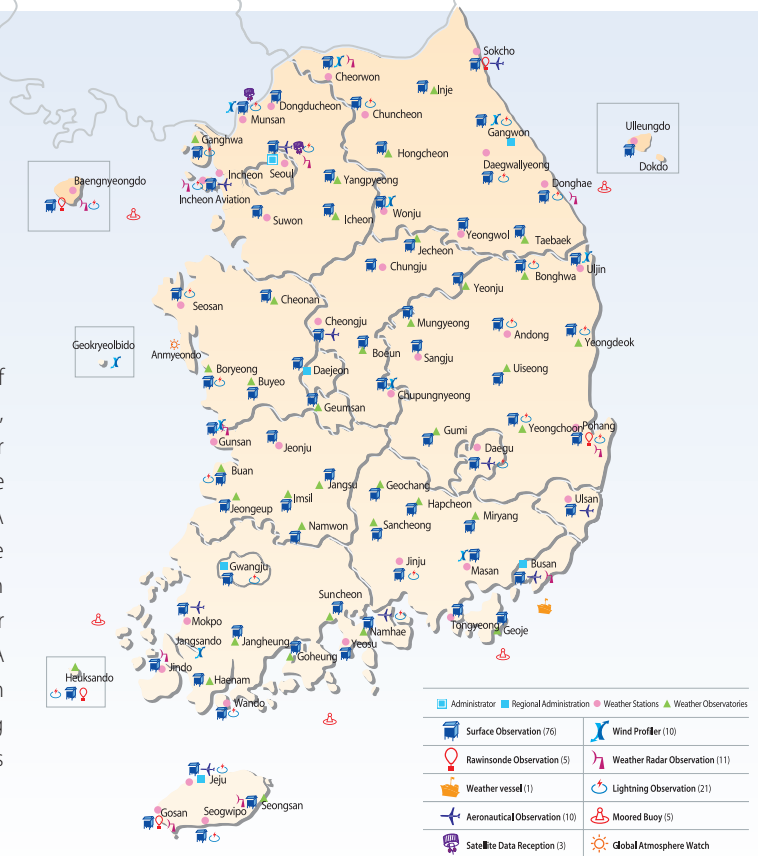 Sokcho
Cheorwon
Inje
Dongducheon
Munsan
Chuncheon
Gangwon
Ulleungdo
Dokdo
Ganghwa
Hongcheon
Daegwallyeong
Seoul
Incheon
Yangpyeong
Donghae
Baengnyeongdo
Incheon Aviation
Wonju
Suwon
Icheon
Yeongwol
Taebaek
Jecheon
Chungju
Uljin
Bonghwa
Yeonju
Seosan
Cheonan
Cheongju
Mungyeong
Andong
Yeongdeok
Geokryeolbido
Anmyeondo
Boeun
Sangju
Boryeong
Daejeon
Uiseong
Buyeo
Chupungnyeong
Geumsan
Gumi
Yeongchoon
Pohang
Gunsan
Jeonju
Daegu
Buan
Jangsu
Geochang
Ulsan
Imsil
Hapcheon
Jeongeup
Miryang
Namwon
Sancheong
Gwangju
Jinju
Masan
Busan
Suncheon
Mokpo
Tongyeong
Namhae
Geoje
Jangsando
Jangheung
Yeosu
Goheung
Jindo
Heuksando
Haenam
Wando
Jeju
Gosan
Seogwipo
Seongsan
f
,
r
e
A
e
n
r
A
n
g
s
Administrator Regional Administration Weather Stations Weather Observatories
Surface Observation (76) Wind Profiler (10)
Rawinsonde Observation (5) Weather Radar Observation (11)
Weather vessel (1) Lightning Observation (21)
Aeronautical Observation (10) Moored Buoy (5)
Satellite Data Reception (3) Global Atmosphere Watch